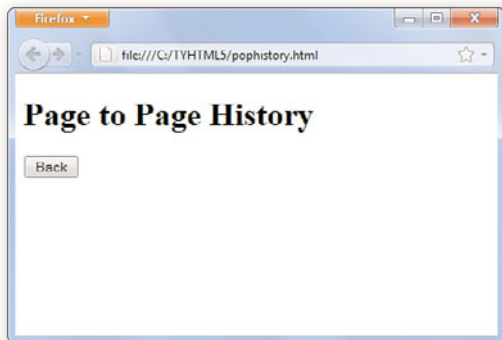 Firefox
file:///C:/TYHTML5/pophistory.html
Page to Page History
Back